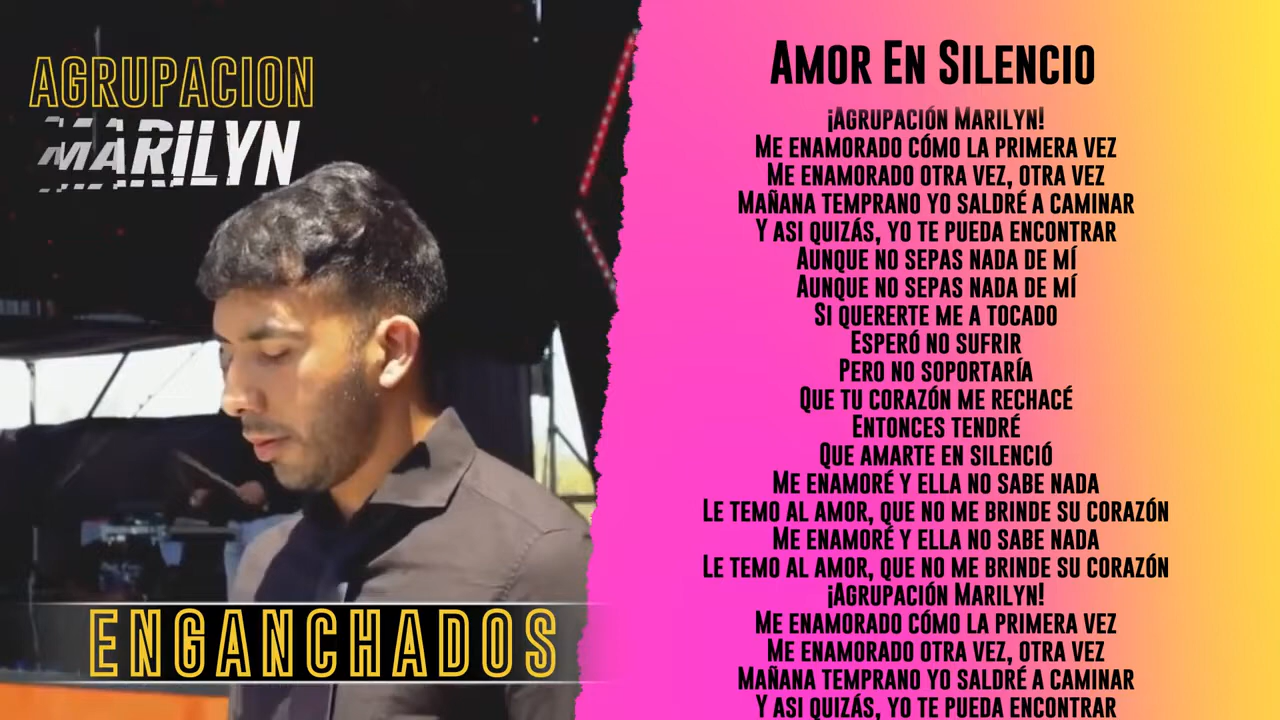 AGRUPACION
MARILYN
ENGANCHADOS
AMOR EN SILENCIO
¡AGRUPACIÓN MARILYN!
ME ENAMORADO CÓMO LA PRIMERA VEZ
ME ENAMORADO OTRA VEZ, OTRA VEZ
MAÑANA TEMPRANO YO SALDRÉ A CAMINAR
Y ASI QUIZÁS, YO TE PUEDA ENCONTRAR
AUNQUE NO SEPAS NADA DE MÍ
AUNQUE NO SEPAS NADA DE MÍ
SI QUERERTE ME A TOCADO
ESPERÓ NO SUFRIR
PERO NO SOPORTARÍA
QUE TU CORAZÓN ME RECHACÉ
ENTONCES TENDRÉ
QUE AMARTE EN SILENCIÓ
ME ENAMORÉ Y ELLA NO SABE NADA
LE TEMO AL AMOR, QUE NO ME BRINDE SU CORAZÓN
ME ENAMORÉ Y ELLA NO SABE NADA
LE TEMO AL AMOR, QUE NO ME BRINDE SU CORAZÓN
¡AGRUPACIÓN MARILYN!
ME ENAMORADO CÓMO LA PRIMERA VEZ
ME ENAMORADO OTRA VEZ, OTRA VEZ
MAÑANA TEMPRANO YO SALDRÉ A CAMINAR
Y ASI QUIZÁS, YO TE PUEDA ENCONTRAR